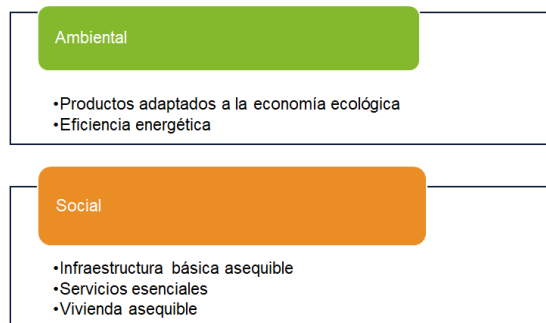 Ambiental
•Productos adaptados a la economía ecológica
•Eficiencia energética
Social
•Infraestructura básica asequible
•Servicios esenciales
•Vivienda asequible